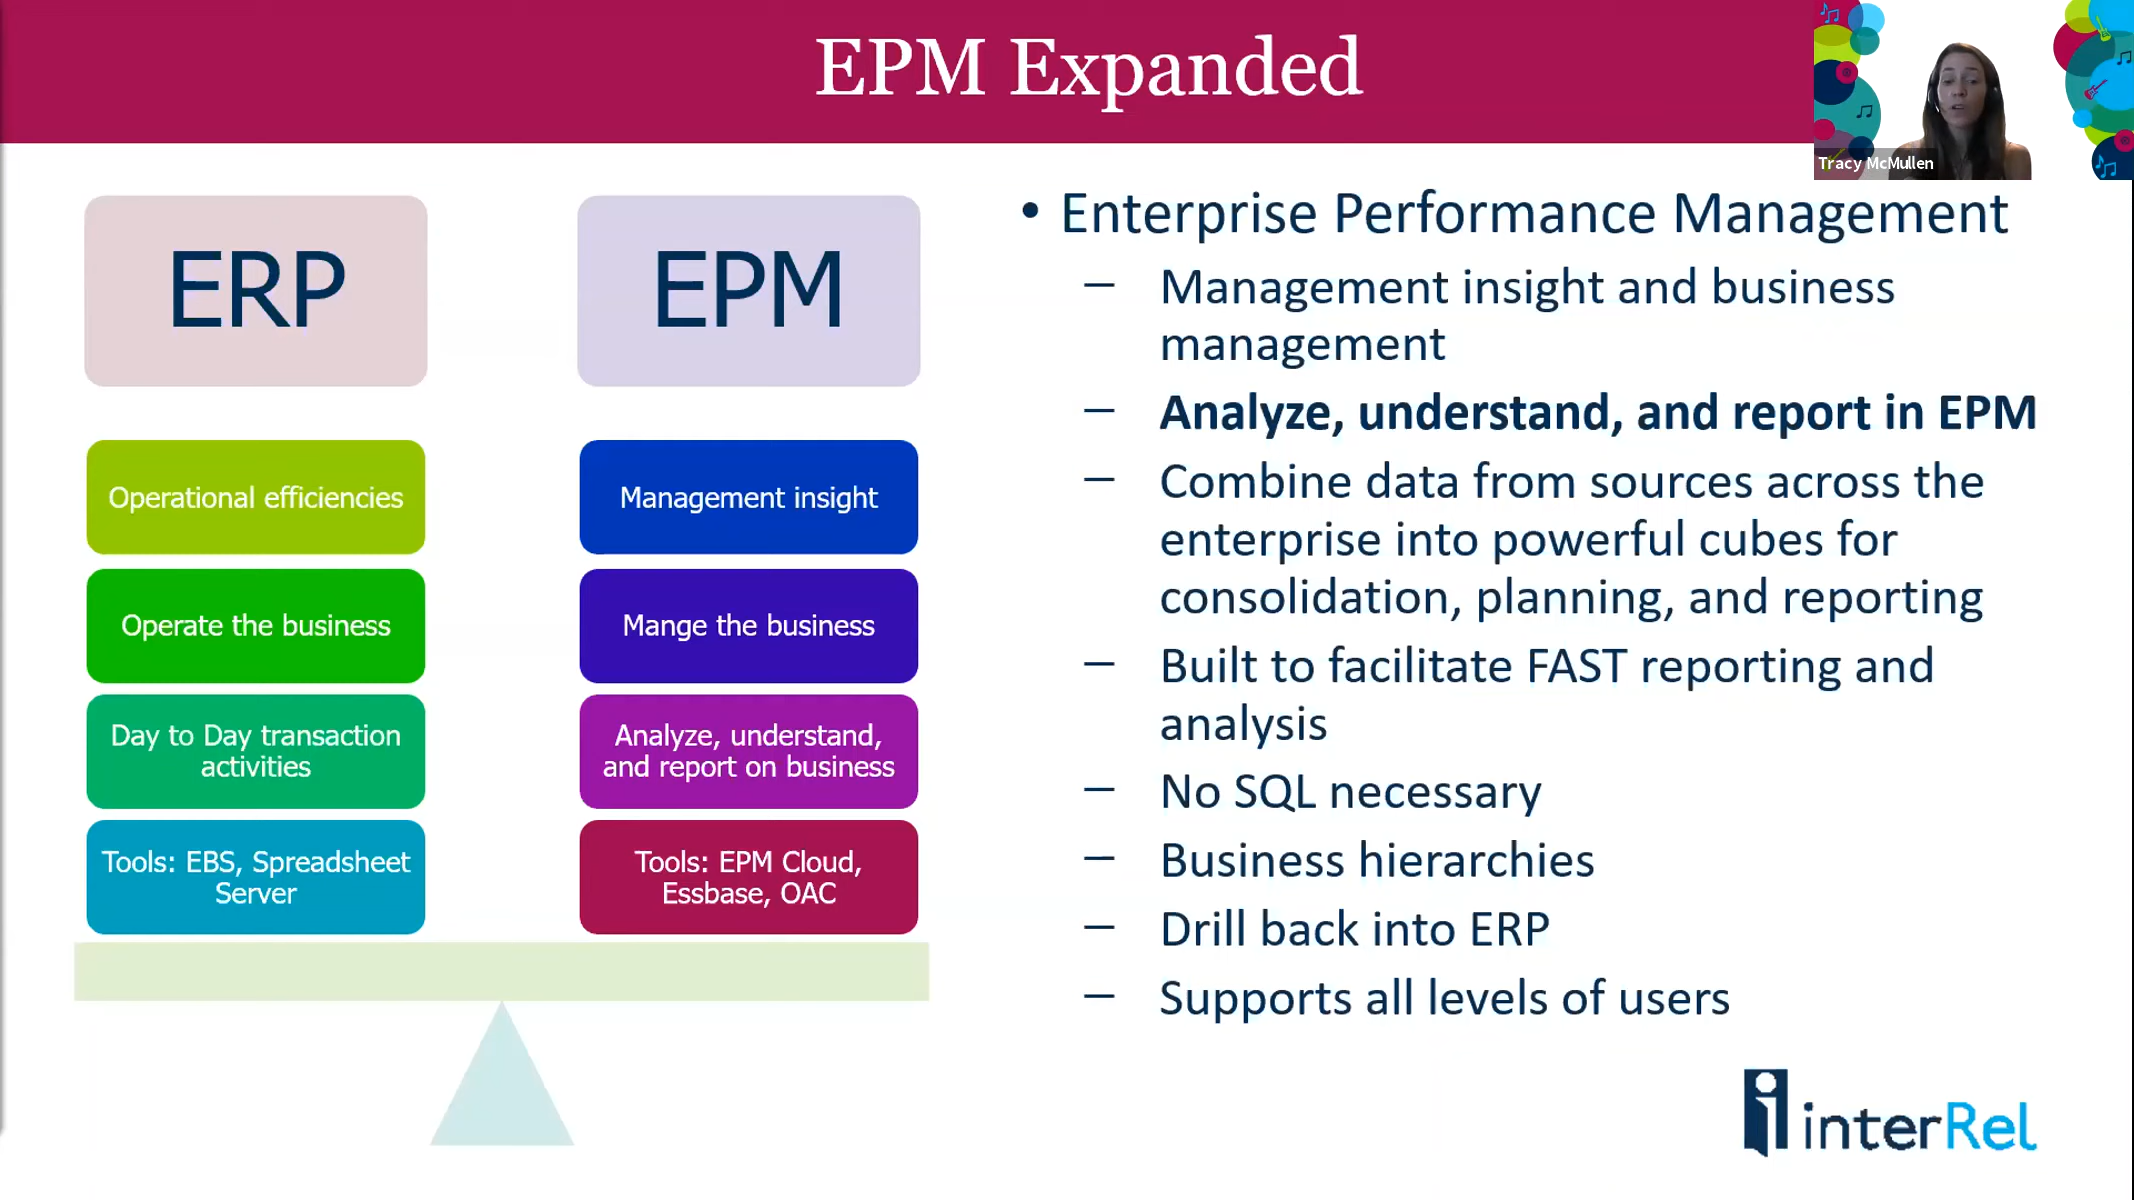 EPM Expanded
Tracy McMullen
ERP
EPM
Operational efficiencies
Management insight
Operate the business
Mange the business
Day to Day transaction
activities
Analyze, understand,
and report on business
Tools: EBS, Spreadsheet
Server
Tools: EPM Cloud,
Essbase, OAC
• Enterprise Performance Management
– Management insight and business
management
– Analyze, understand, and report in EPM
– Combine data from sources across the
enterprise into powerful cubes for
consolidation, planning, and reporting
– Built to facilitate FAST reporting and
analysis
– No SQL necessary
– Business hierarchies
– Drill back into ERP
– Supports all levels of users
interRel